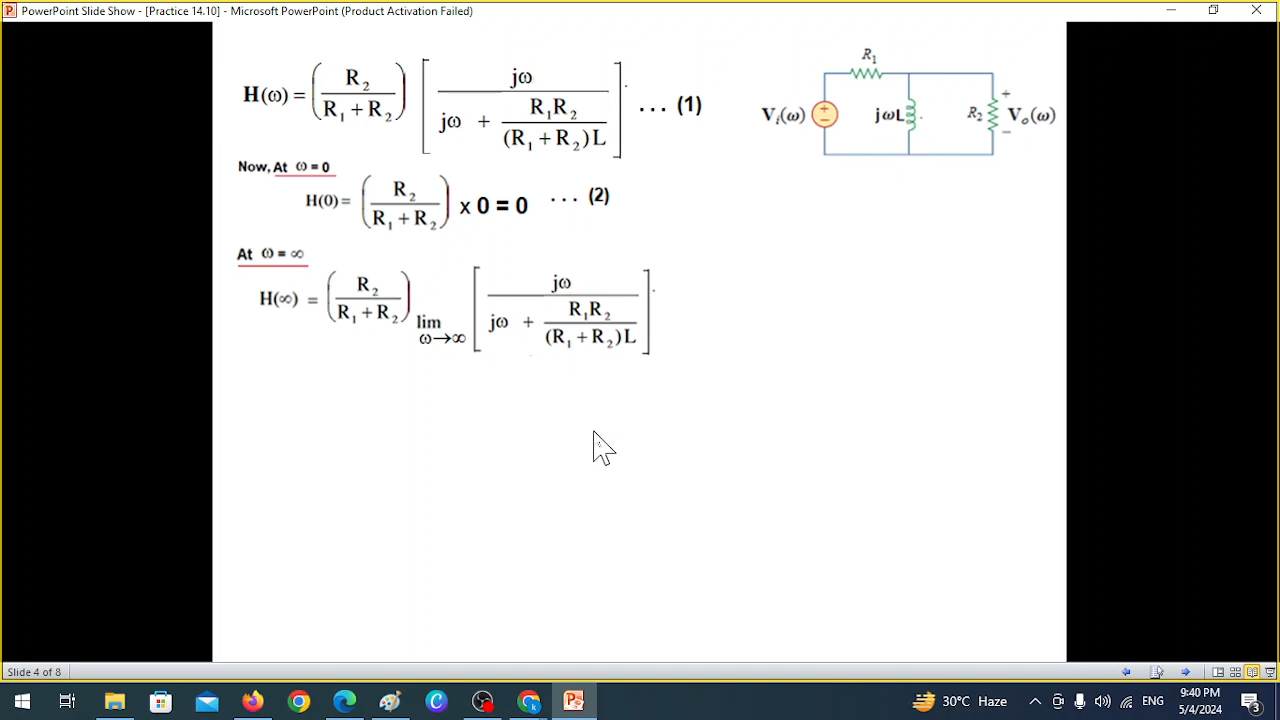 PowerPoint Slide Show - [Practice 14.10] - Microsoft PowerPoint (Product Activation Failed)
H(ω) = ( R₂ / (R₁ + R₂) ) [ jω / ( jω + R₁R₂ / ((R₁ + R₂)L) ) ] . . . (1)
R₁
Vᵢ(ω) jωL R₂ + − Vₒ(ω)
Now, At ω = 0
H(0) = ( R₂ / (R₁ + R₂) ) x 0 = 0 . . . (2)
At ω = ∞
H(∞) = ( R₂ / (R₁ + R₂) ) lim ω→∞ [ jω / ( jω + R₁R₂ / ((R₁ + R₂)L) ) ]
Slide 4 of 8
30°C Haze
ENG
9:40 PM
5/4/2024
3